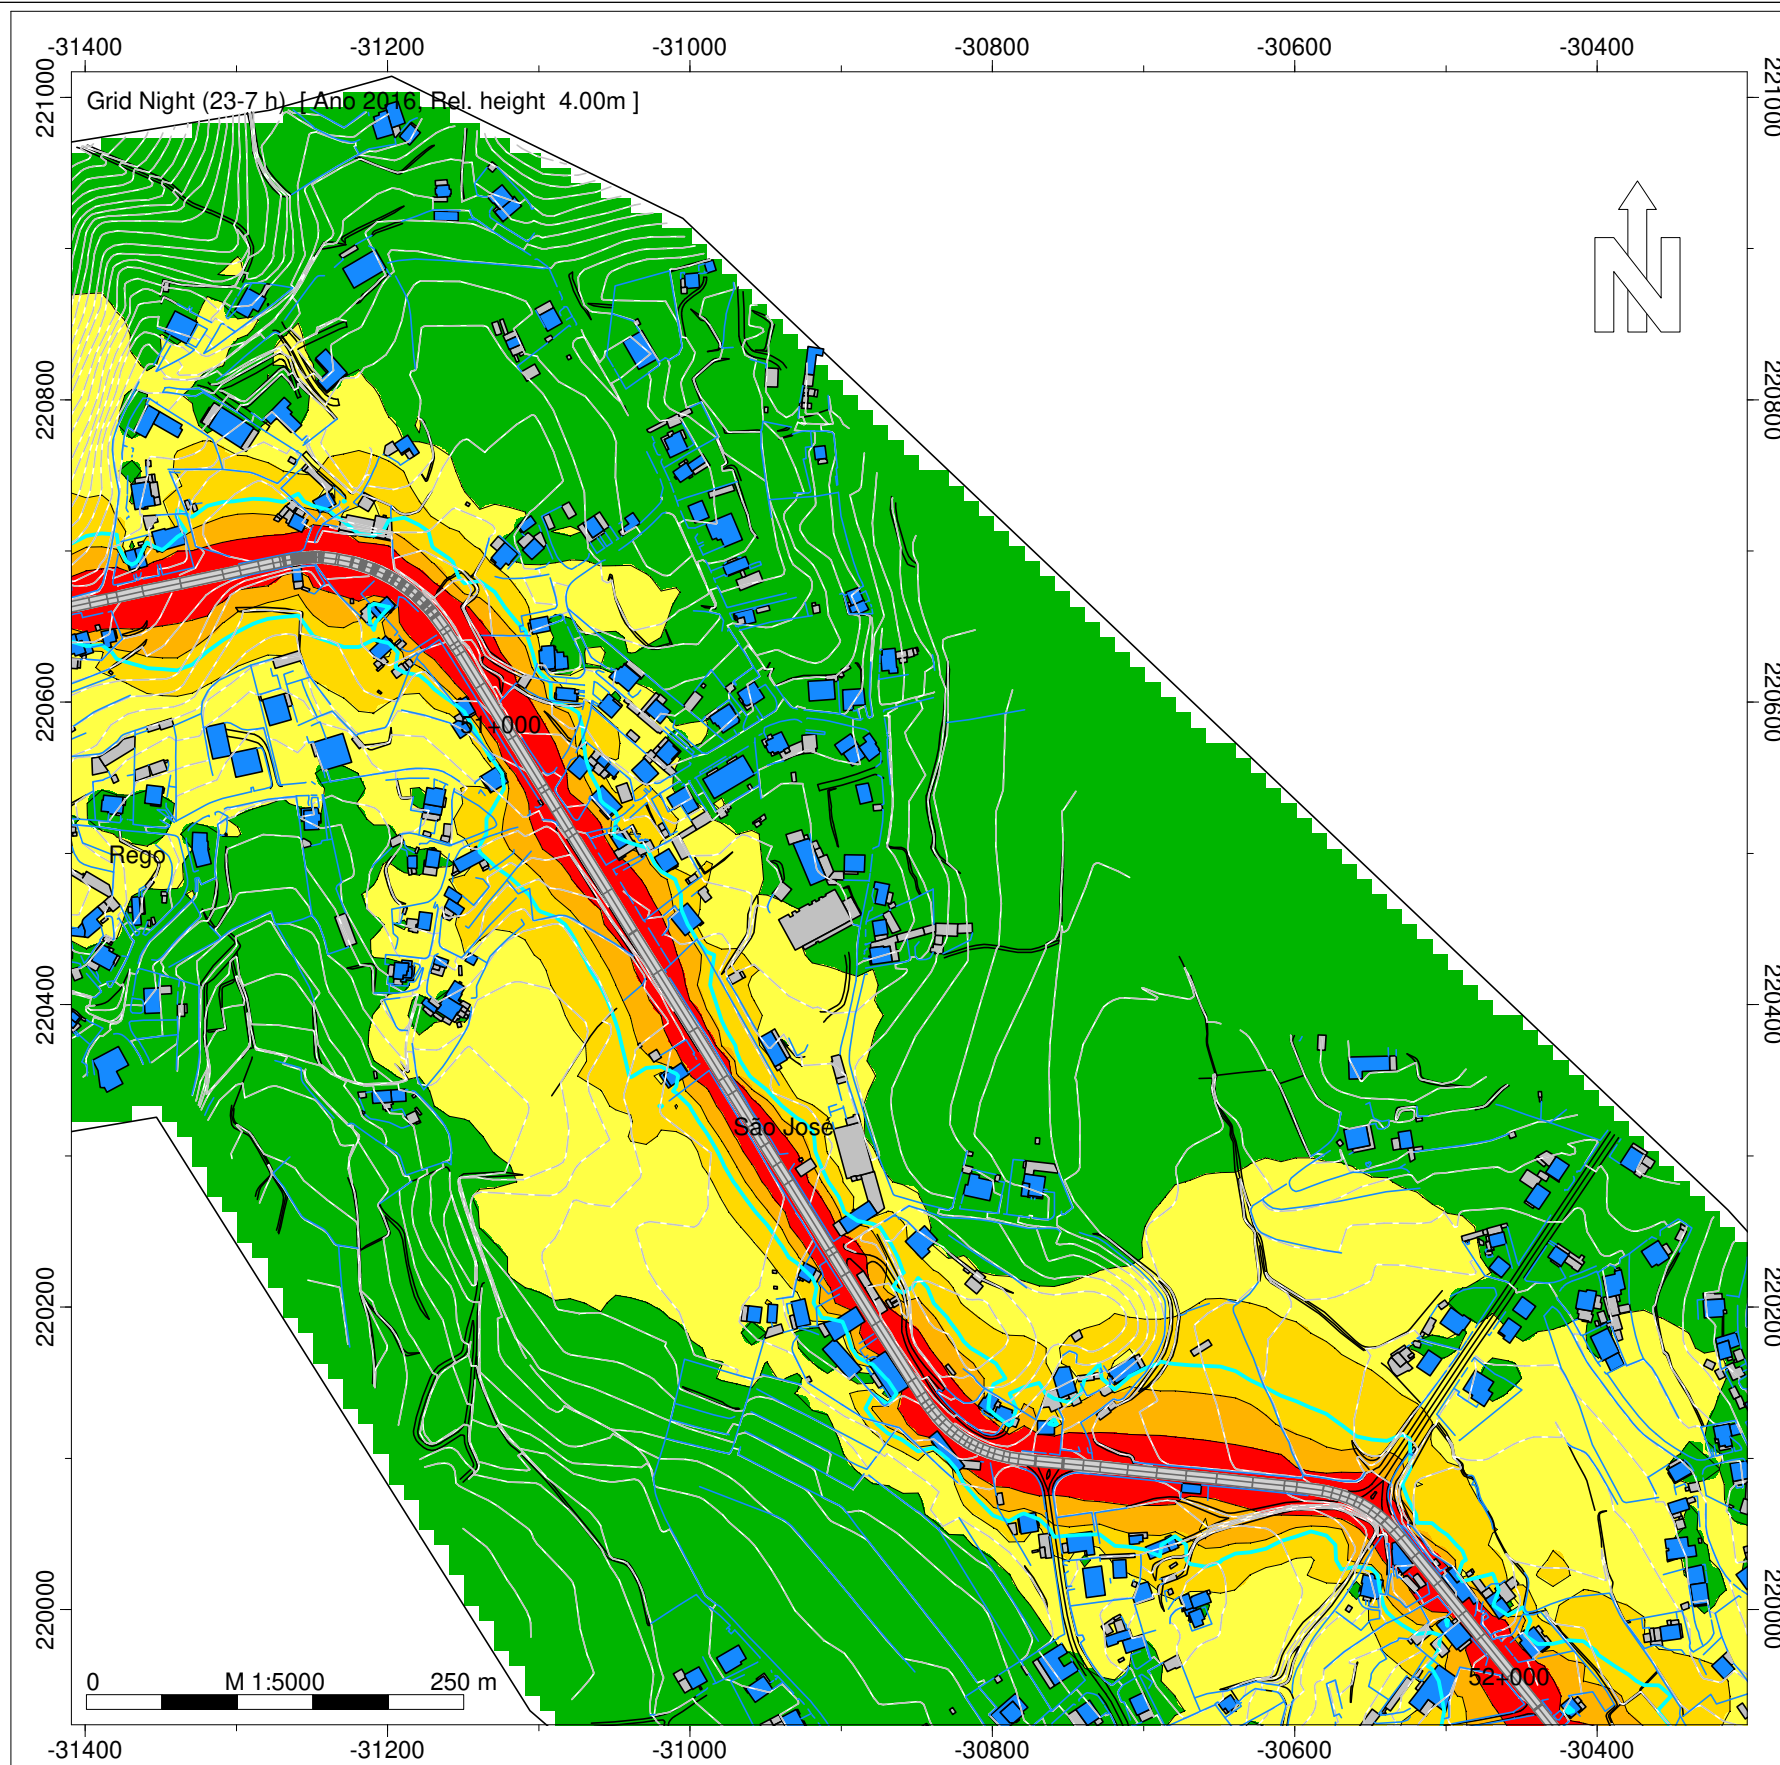 -31400 -31200 -31000 -30800 -30600 -30400
Grid Night (23-7 h) [ Ano 2016, Rel. height 4.00m ]
221000 221000
N
220800 220800
220600 220600
51+000
Rego
220400 220400
São José
220200 220200
220000 220000
52+000
0 M 1:5000 250 m
-31400 -31200 -31000 -30800 -30600 -30400